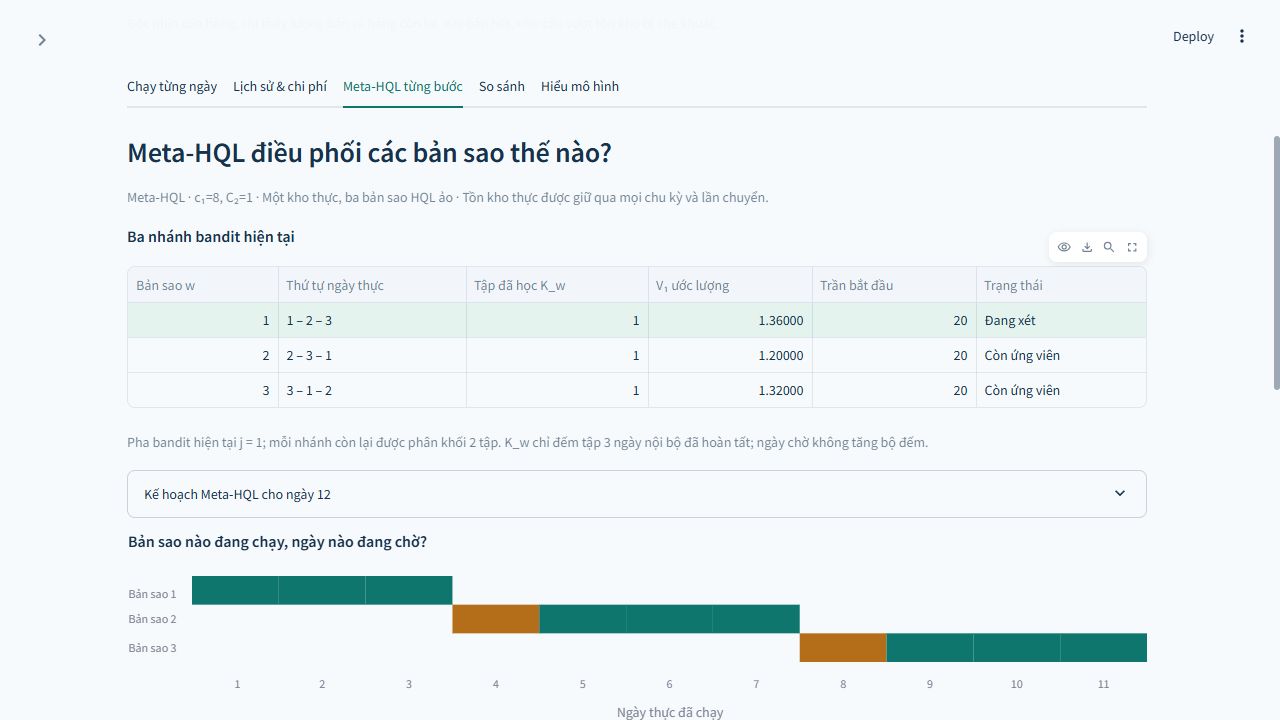 Deploy
Chạy từng ngày Lịch sử & chi phí Meta-HQL từng bước So sánh Hiểu mô hình
Meta-HQL điều phối các bản sao thế nào?
Meta-HQL · c₁=8, C₂=1 · Một kho thực, ba bản sao HQL ảo · Tồn kho thực được giữ qua mọi chu kỳ và lần chuyển.
Ba nhánh bandit hiện tại
Bản sao w Thứ tự ngày thực Tập đã học K_w V₁ ước lượng Trần bắt đầu Trạng thái
1 1 – 2 – 3 1 1.36000 20 Đang xét
2 2 – 3 – 1 1 1.20000 20 Còn ứng viên
3 3 – 1 – 2 1 1.32000 20 Còn ứng viên
Pha bandit hiện tại j = 1; mỗi nhánh còn lại được phân khối 2 tập. K_w chỉ đếm tập 3 ngày nội bộ đã hoàn tất; ngày chờ không tăng bộ đếm.
Kế hoạch Meta-HQL cho ngày 12
Bản sao nào đang chạy, ngày nào đang chờ?
Bản sao 1
Bản sao 2
Bản sao 3
1 2 3 4 5 6 7 8 9 10 11
Ngày thực đã chạy